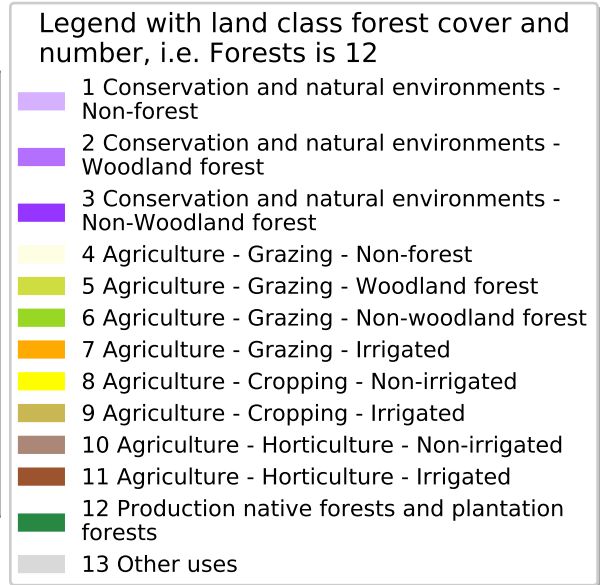 Legend with land class forest cover and
number, i.e. Forests is 12
1 Conservation and natural environments -
Non-forest
2 Conservation and natural environments -
Woodland forest
3 Conservation and natural environments -
Non-Woodland forest
4 Agriculture - Grazing - Non-forest
5 Agriculture - Grazing - Woodland forest
6 Agriculture - Grazing - Non-woodland forest
7 Agriculture - Grazing - Irrigated
8 Agriculture - Cropping - Non-irrigated
9 Agriculture - Cropping - Irrigated
10 Agriculture - Horticulture - Non-irrigated
11 Agriculture - Horticulture - Irrigated
12 Production native forests and plantation
forests
13 Other uses